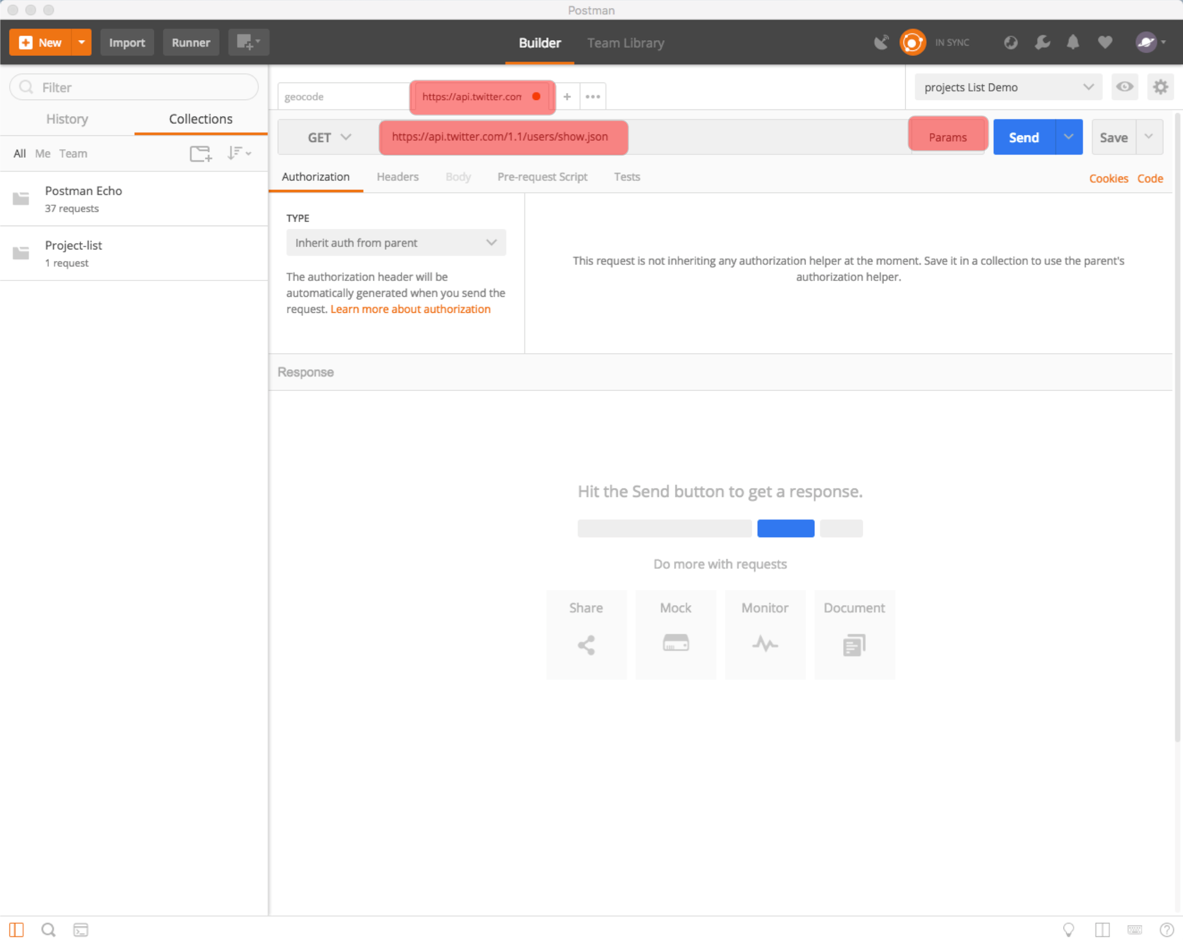 Postman
New
Import
Runner
Builder
Team Library
IN SYNC
Filter
History
Collections
All Me Team
Postman Echo
37 requests
Project-list
1 request
geocode
https://api.twitter.com
projects List Demo
GET
https://api.twitter.com/1.1/users/show.json
Params
Send
Save
Authorization
Headers
Body
Pre-request Script
Tests
Cookies
Code
TYPE
Inherit auth from parent
The authorization header will be
automatically generated when you send the
request. Learn more about authorization
This request is not inheriting any authorization helper at the moment. Save it in a collection to use the parent's
authorization helper.
Response
Hit the Send button to get a response.
Do more with requests
Share
Mock
Monitor
Document